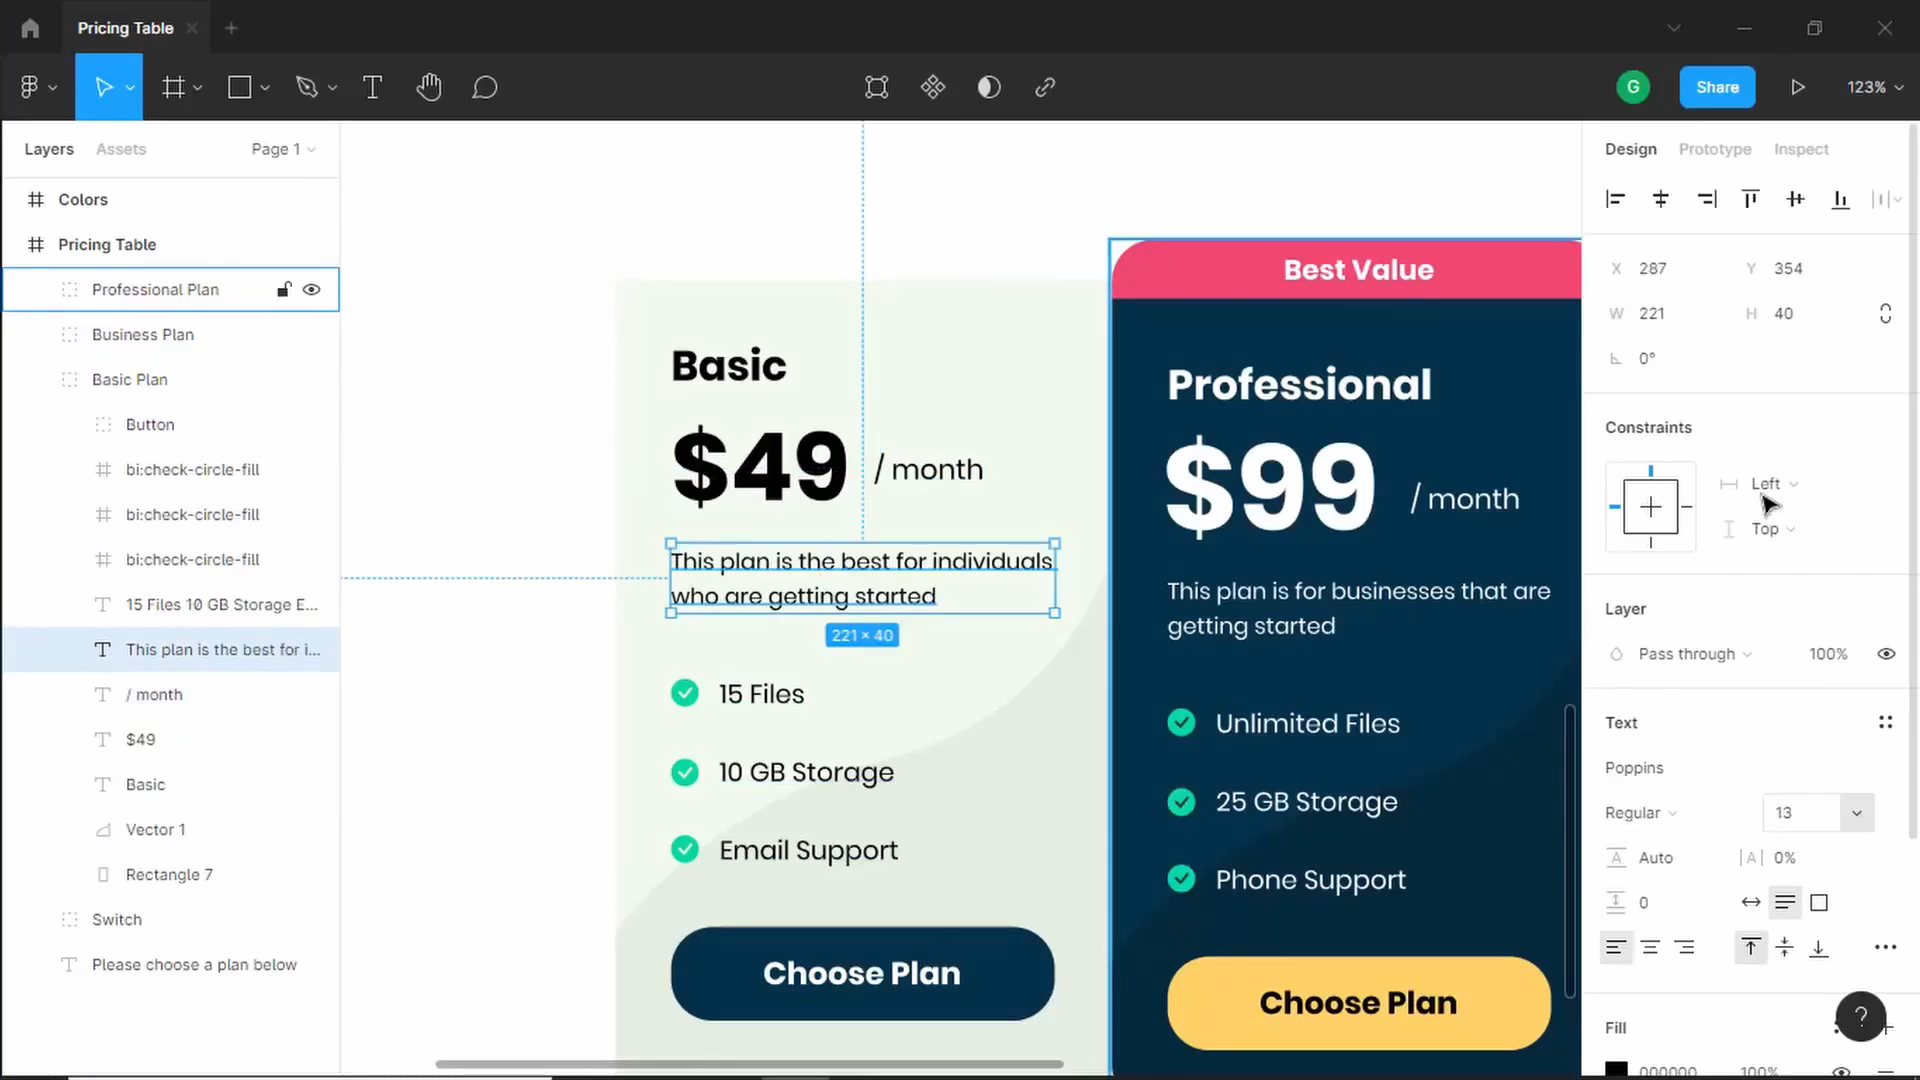 Pricing Table
G
Share
123%
Layers
Assets
Page 1
Colors
Pricing Table
Professional Plan
Business Plan
Basic Plan
Button
bi:check-circle-fill
bi:check-circle-fill
bi:check-circle-fill
15 Files 10 GB Storage E...
This plan is the best for i...
/ month
$49
Basic
Vector 1
Rectangle 7
Switch
Please choose a plan below
Basic
$49 / month
This plan is the best for individuals
who are getting started
221 × 40
15 Files
10 GB Storage
Email Support
Choose Plan
Best Value
Professional
$99 / month
This plan is for businesses that are
getting started
Unlimited Files
25 GB Storage
Phone Support
Choose Plan
Design
Prototype
Inspect
X 287 Y 354
W 221 H 40
0°
Constraints
Left
Top
Layer
Pass through 100%
Text
Poppins
Regular 13
Auto 0%
0
Fill
?
000000 100%